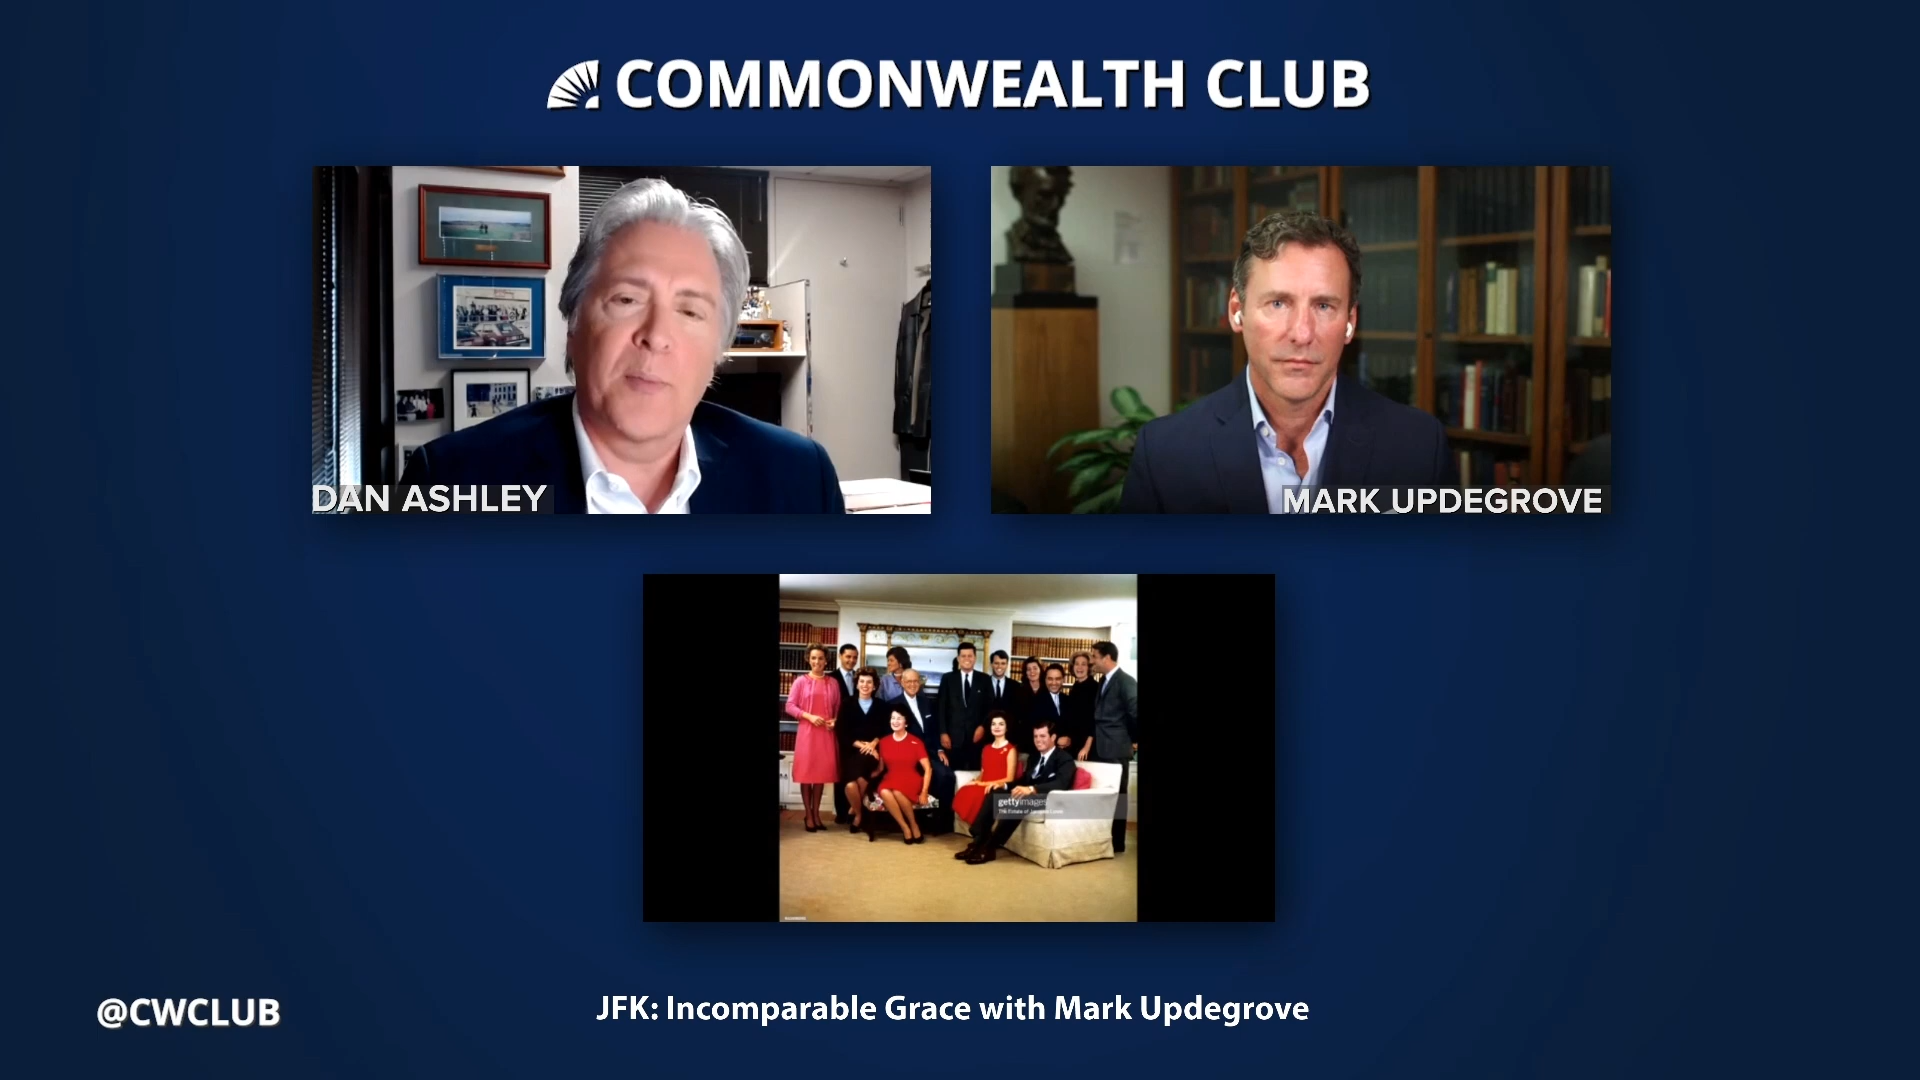 COMMONWEALTH CLUB
DAN ASHLEY
MARK UPDEGROVE
gettyimages
@CWCLUB
JFK: Incomparable Grace with Mark Updegrove